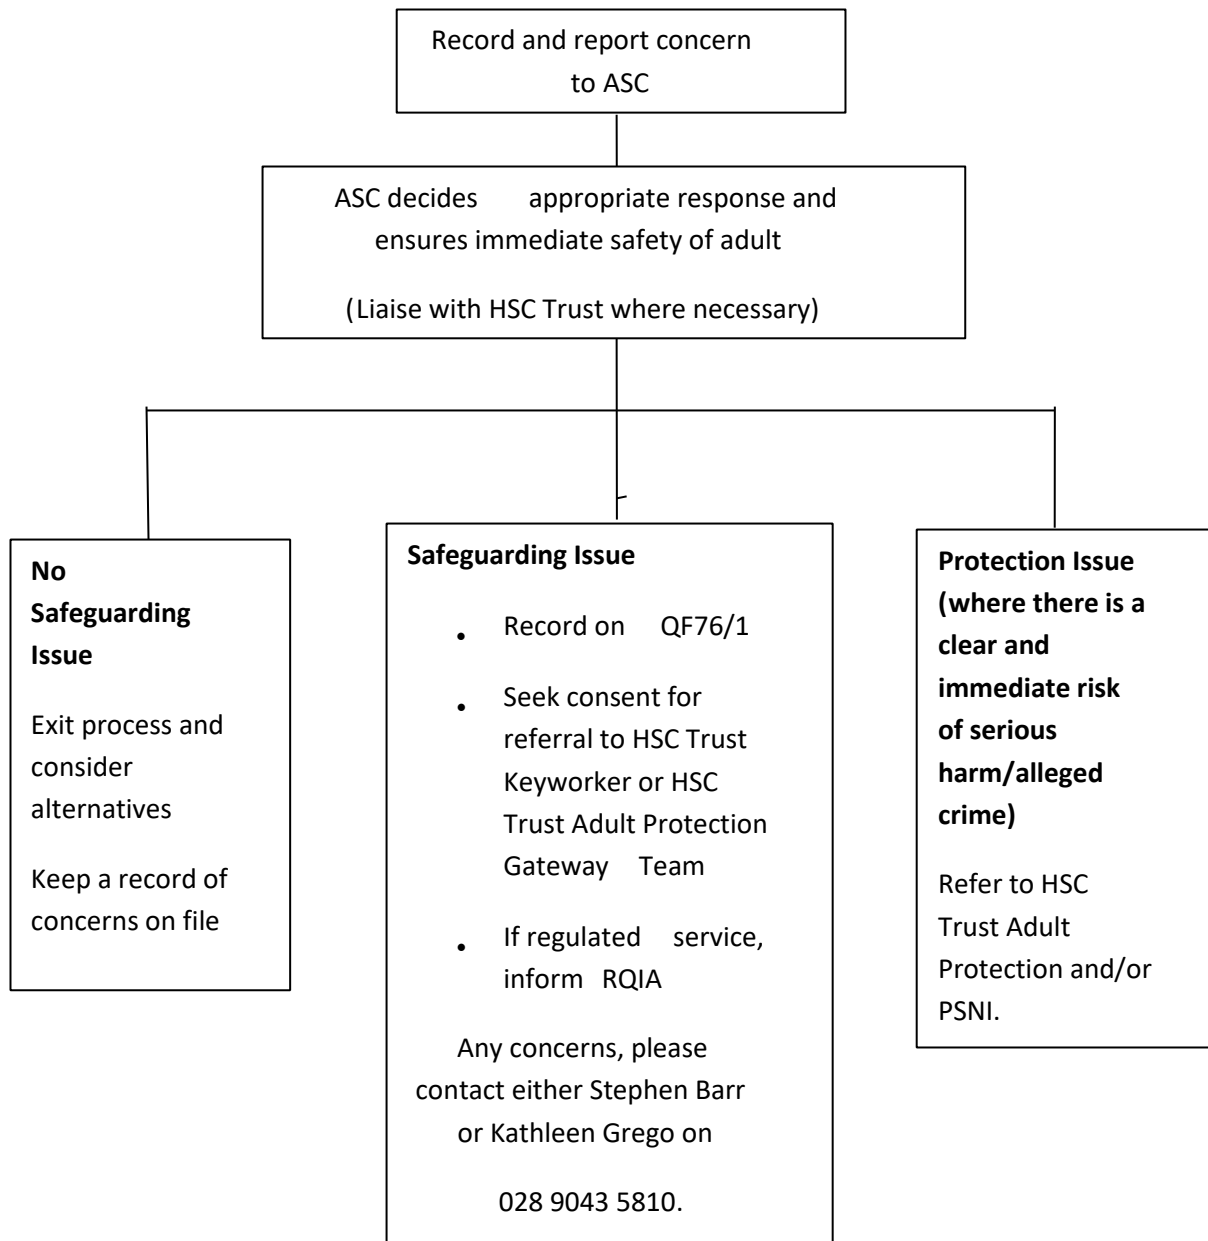 Record and report concern
to ASC
ASC decides appropriate response and
ensures immediate safety of adult
(Liaise with HSC Trust where necessary)
No
Safeguarding
Issue
Exit process and
consider
alternatives
Keep a record of
concerns on file
Safeguarding Issue
• Record on QF76/1
• Seek consent for
referral to HSC Trust
Keyworker or HSC
Trust Adult Protection
Gateway Team
• If regulated service,
inform RQIA
Any concerns, please
contact either Stephen Barr
or Kathleen Grego on
028 9043 5810.
Protection Issue
(where there is a
clear and
immediate risk
of serious
harm/alleged
crime)
Refer to HSC
Trust Adult
Protection and/or
PSNI.